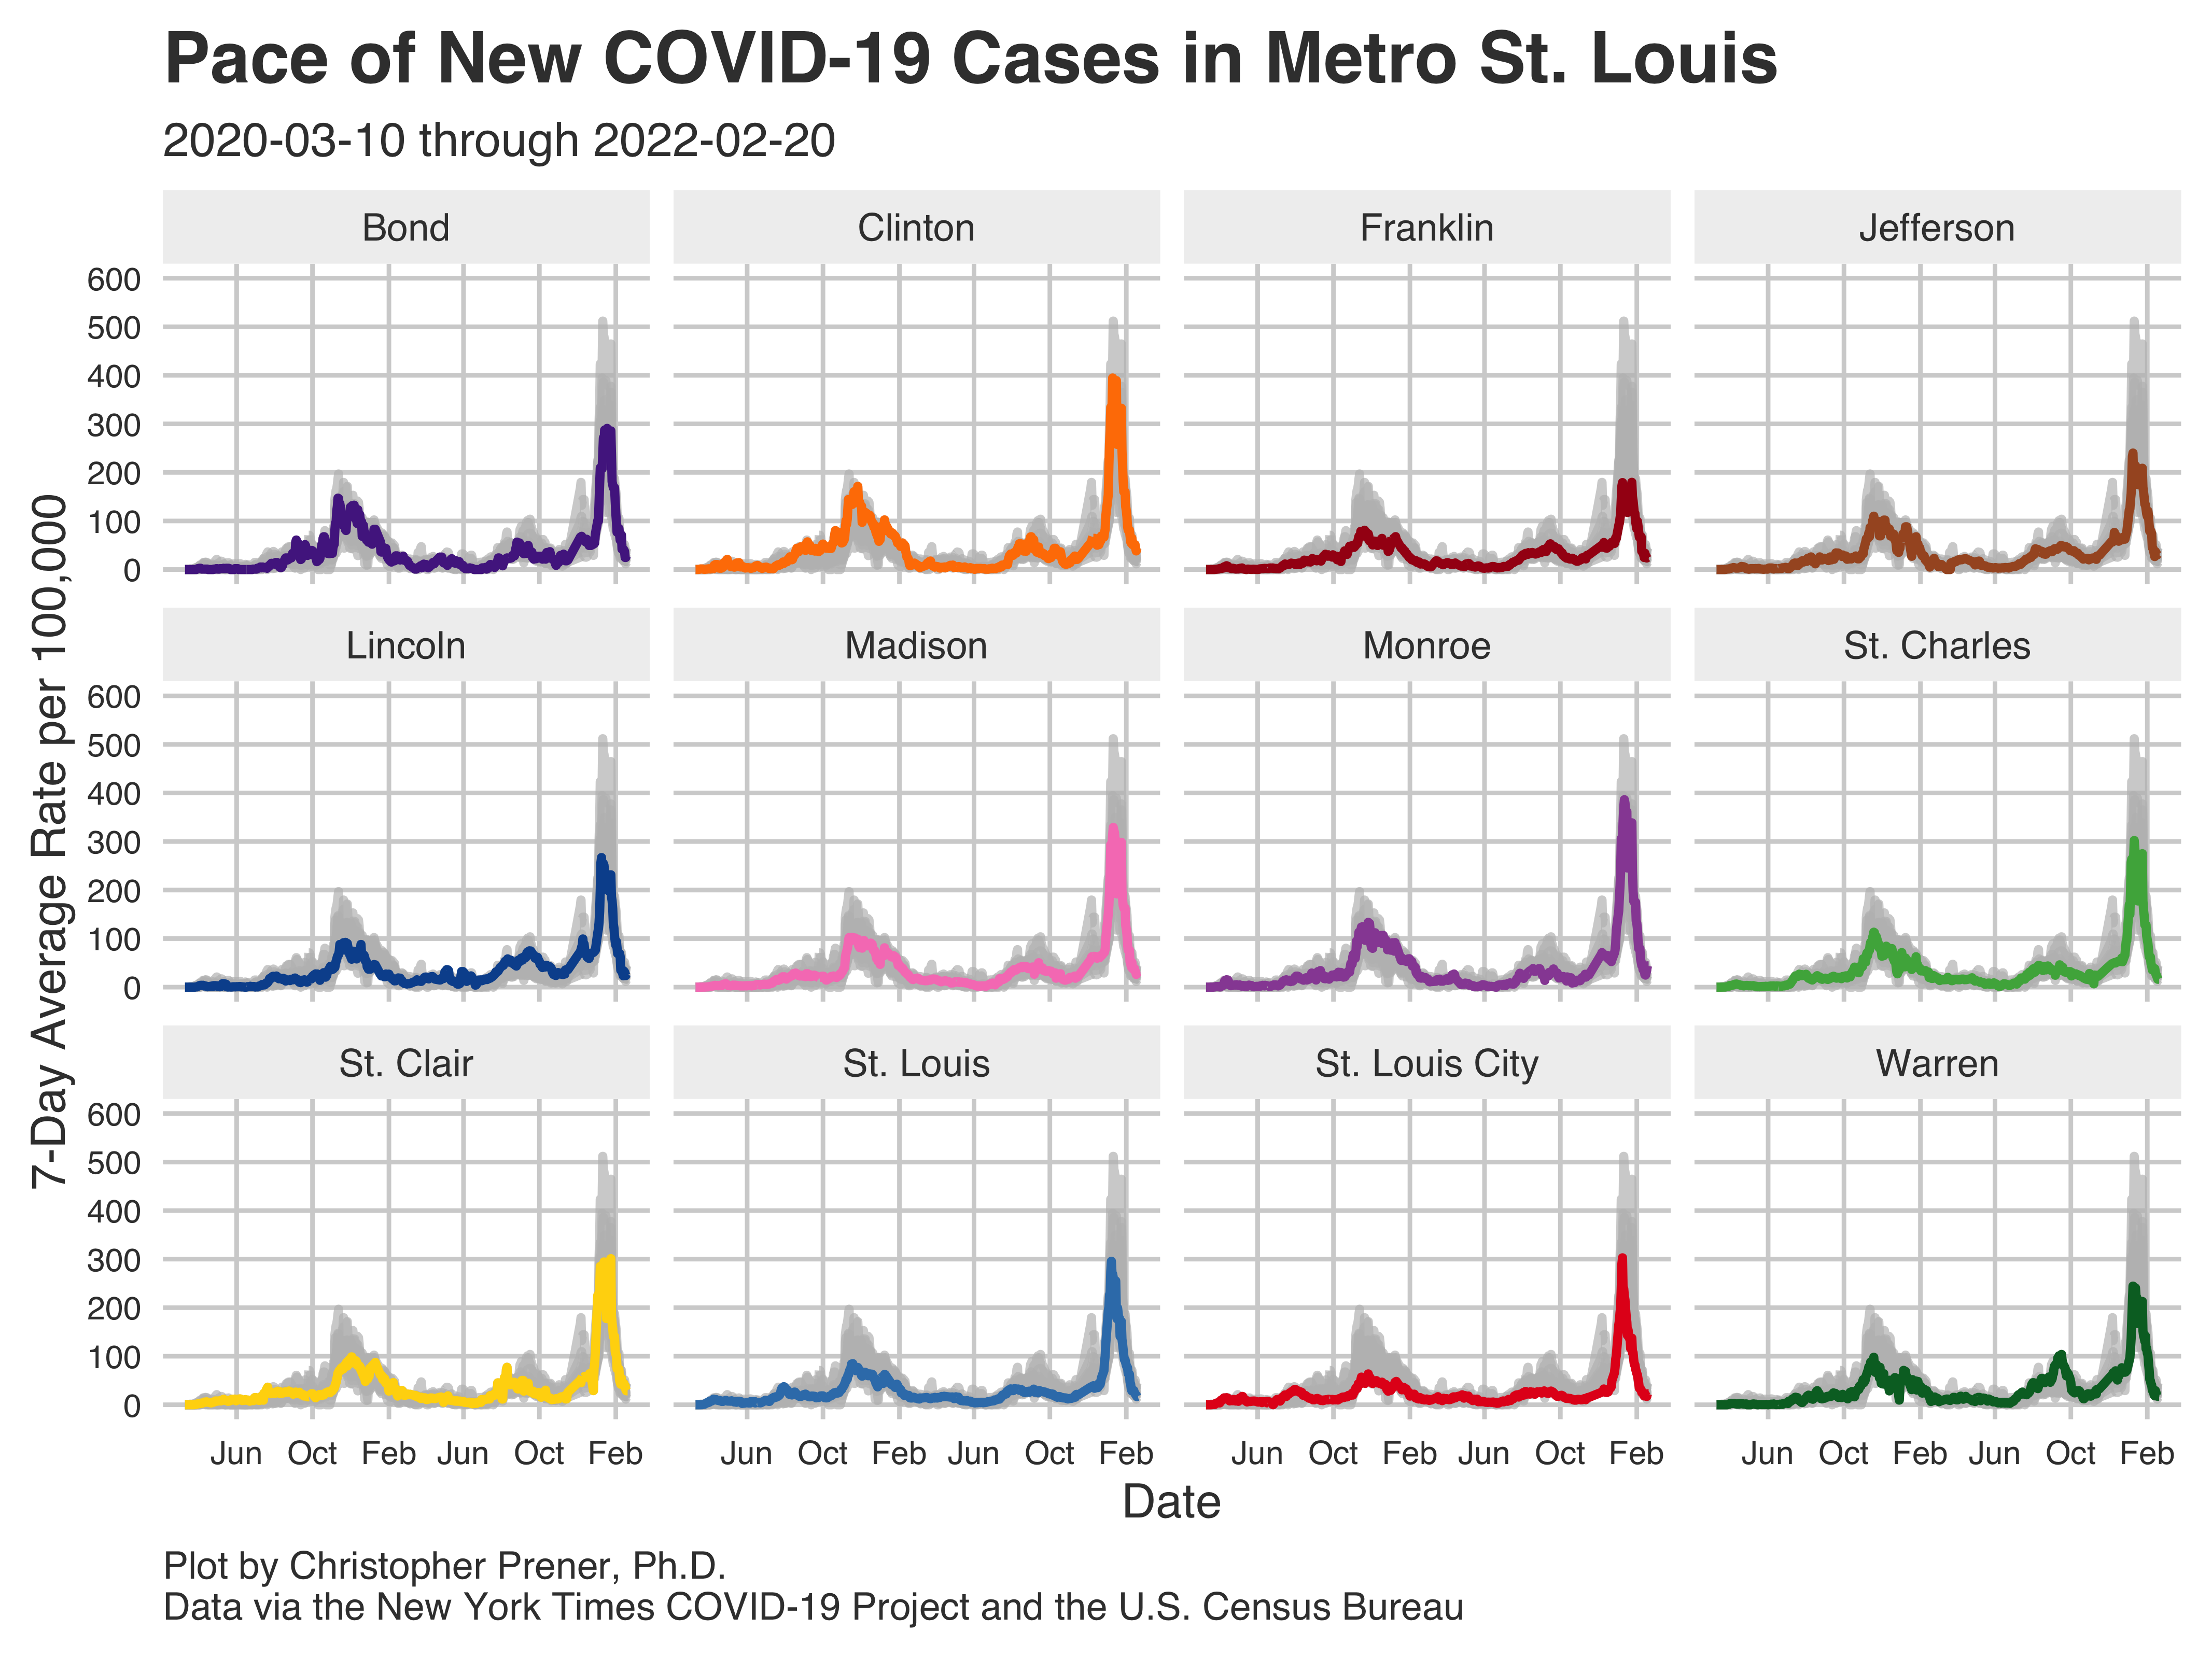 Pace of New COVID-19 Cases in Metro St. Louis
2020-03-10 through 2022-02-20
7-Day Average Rate per 100,000
Bond Clinton Franklin Jefferson
600
500
400
300
200
100
0
Lincoln Madison Monroe St. Charles
600
500
400
300
200
100
0
St. Clair St. Louis St. Louis City Warren
600
500
400
300
200
100
0
Jun Oct Feb Jun Oct Feb Jun Oct Feb Jun Oct Feb Jun Oct Feb Jun Oct Feb Jun Oct Feb Jun Oct Feb
Date
Plot by Christopher Prener, Ph.D.
Data via the New York Times COVID-19 Project and the U.S. Census Bureau